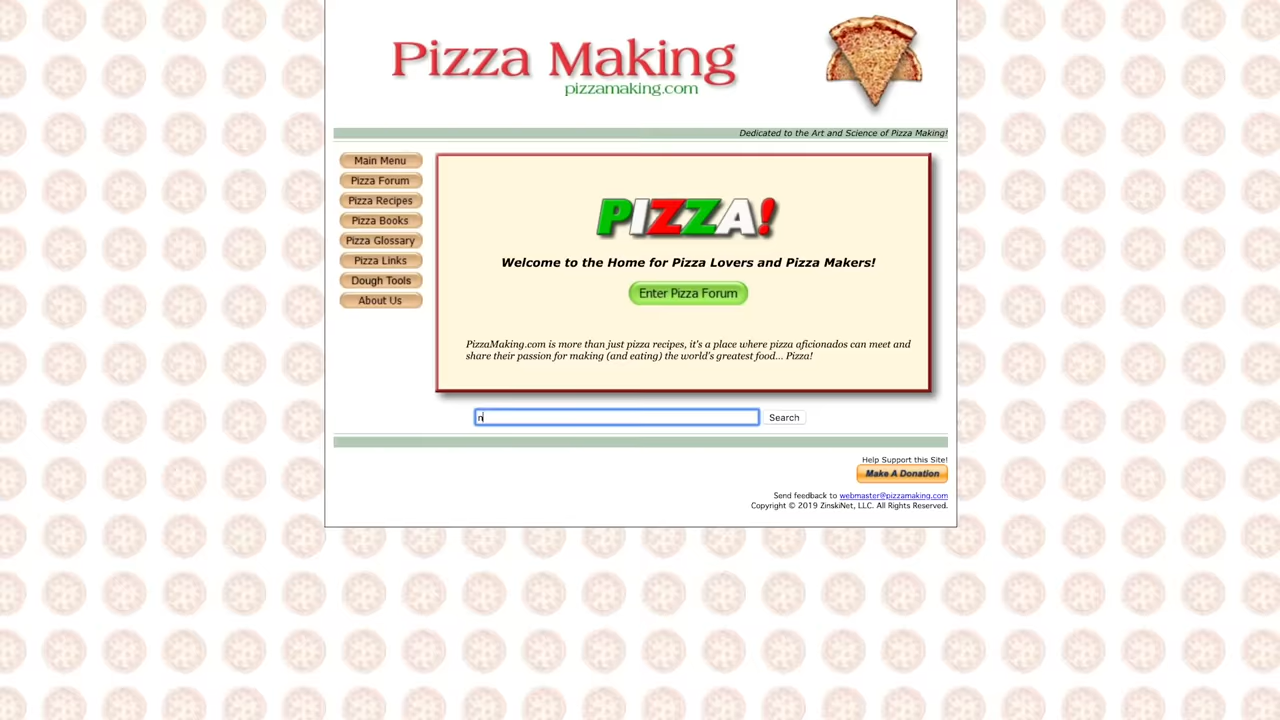 Pizza Making
pizzamaking.com
Dedicated to the Art and Science of Pizza Making!
Main Menu
Pizza Forum
Pizza Recipes
Pizza Books
Pizza Glossary
Pizza Links
Dough Tools
About Us
PIZZA!
Welcome to the Home for Pizza Lovers and Pizza Makers!
Enter Pizza Forum
PizzaMaking.com is more than just pizza recipes, it's a place where pizza aficionados can meet and
share their passion for making (and eating) the world's greatest food... Pizza!
n
Search
Help Support this Site!
Make A Donation
Send feedback to webmaster@pizzamaking.com
Copyright © 2019 ZinskiNet, LLC. All Rights Reserved.